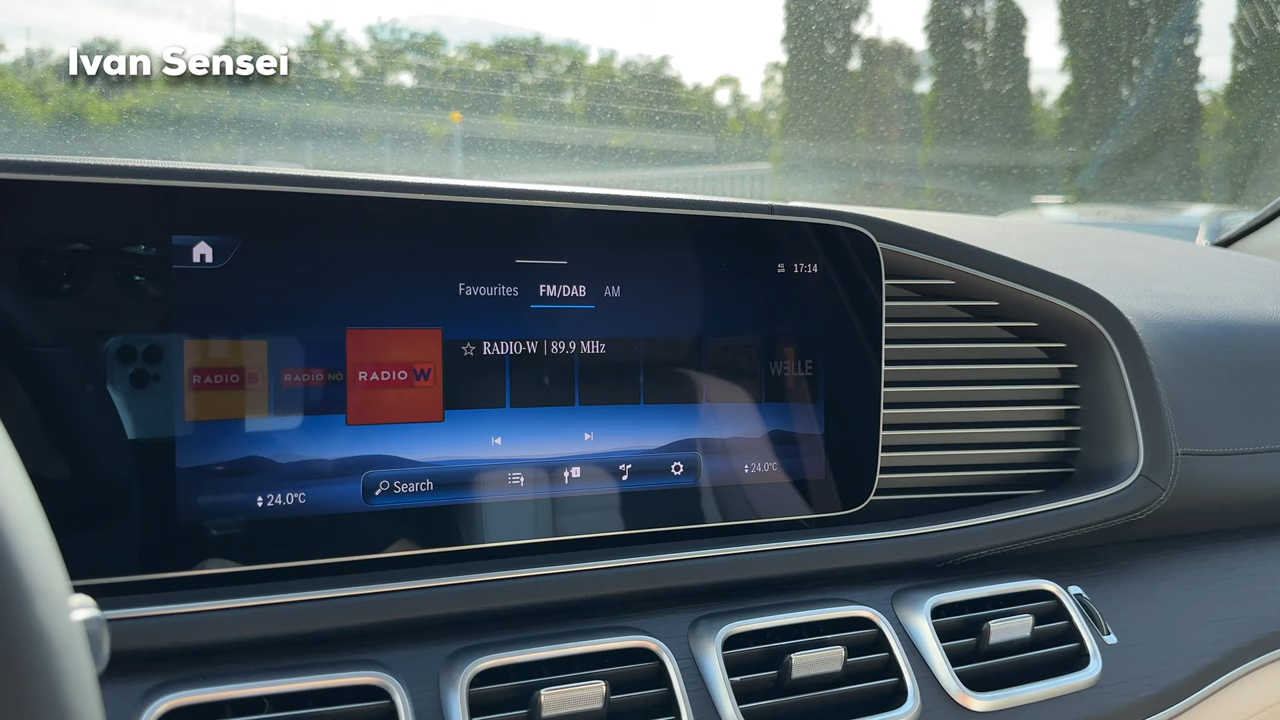 Ivan Sensei
4G 17:14
Favourites FM/DAB AM
RADIO-W | 89.9 MHz
RADIO B RADIO NÖ RADIO W WELLE
24.0°C Search 24.0°C